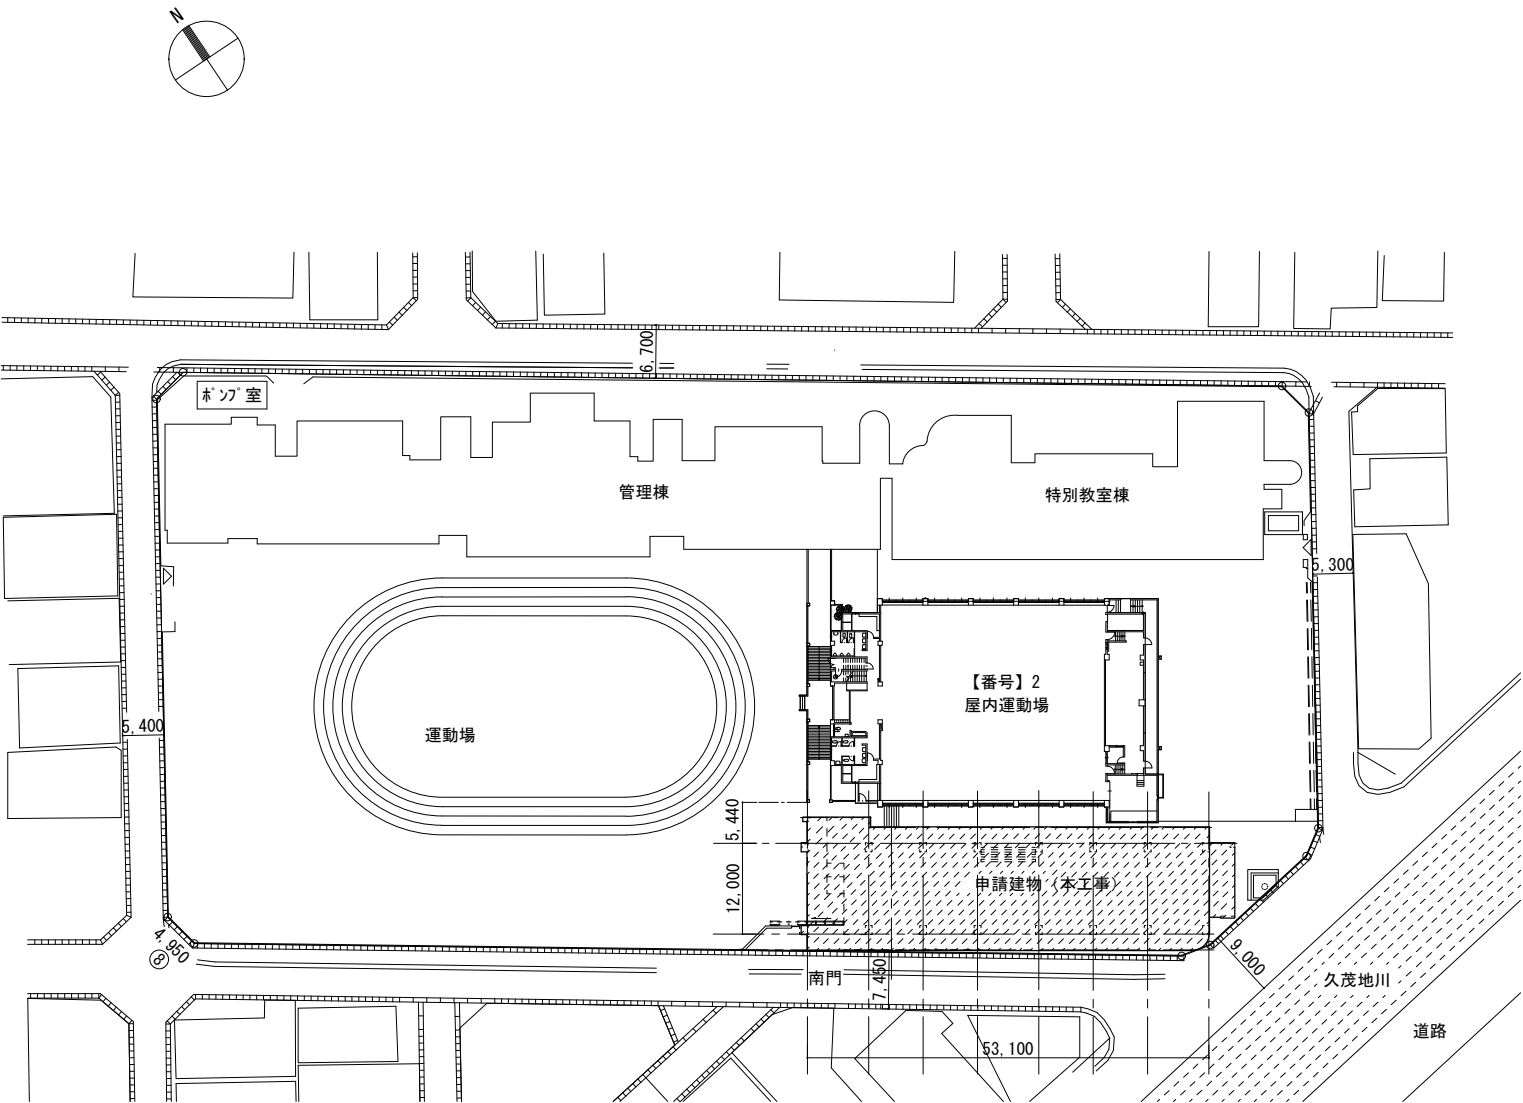 N
6,700
ポンプ室
管理棟
特別教室棟
5,300
【番号】2
屋内運動場
5,400
運動場
5,440
12,000
申請建物（本工事）
4,950
⑧
南門
7,450
9,000
久茂地川
道路
53,100